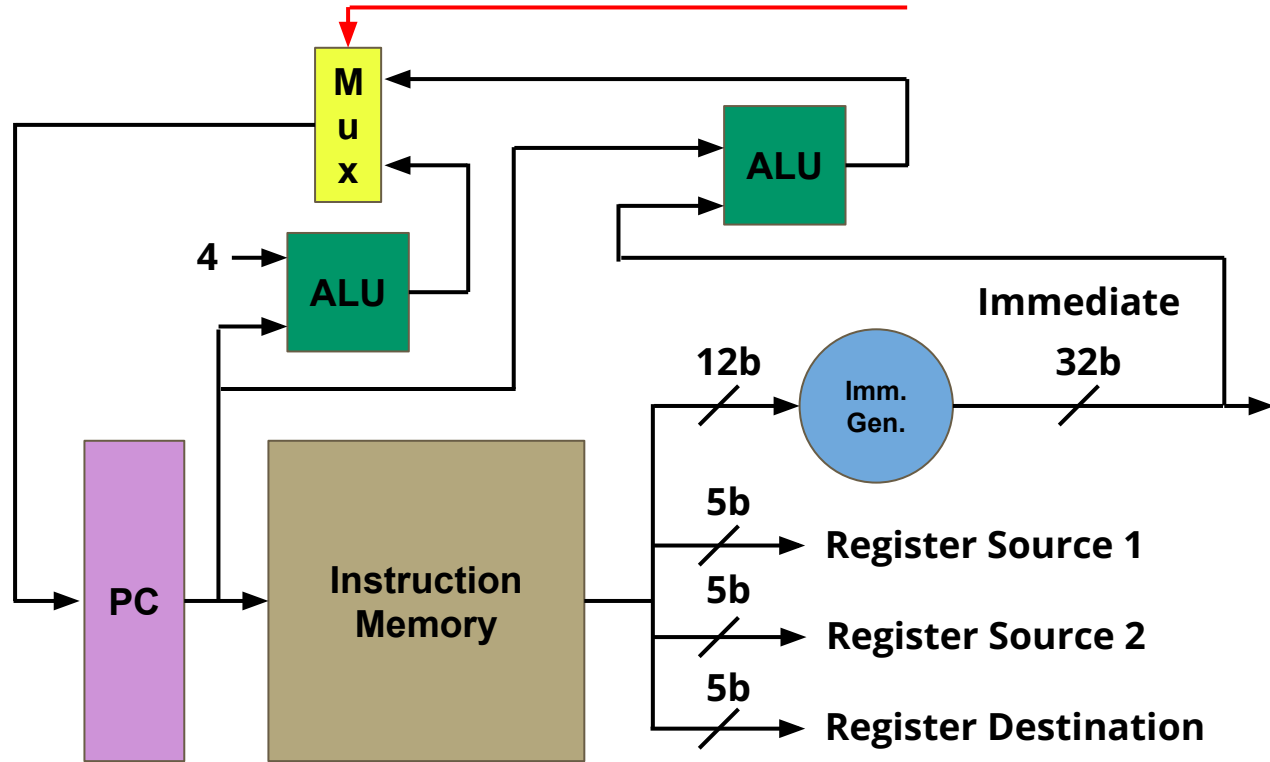 M
u
x
ALU
4
ALU
Immediate
12b
Imm.
Gen.
32b
PC
Instruction
Memory
5b
Register Source 1
5b
Register Source 2
5b
Register Destination